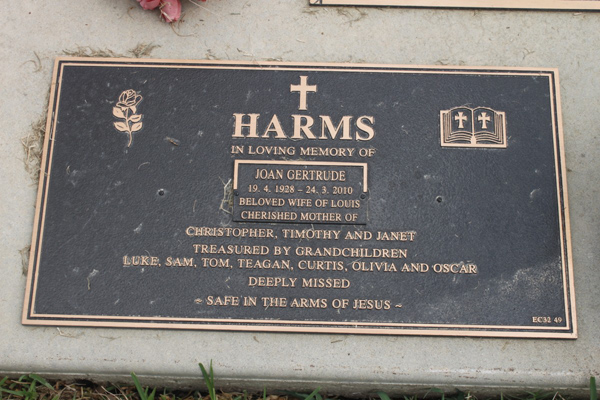 HARMS
IN LOVING MEMORY OF
JOAN GERTRUDE
19. 4. 1928 - 24. 3. 2010
BELOVED WIFE OF LOUIS
CHERISHED MOTHER OF
CHRISTOPHER, TIMOTHY AND JANET
TREASURED BY GRANDCHILDREN
LUKE, SAM, TOM, TEAGAN, CURTIS, OLIVIA AND OSCAR
DEEPLY MISSED
~ SAFE IN THE ARMS OF JESUS ~
EC32 49